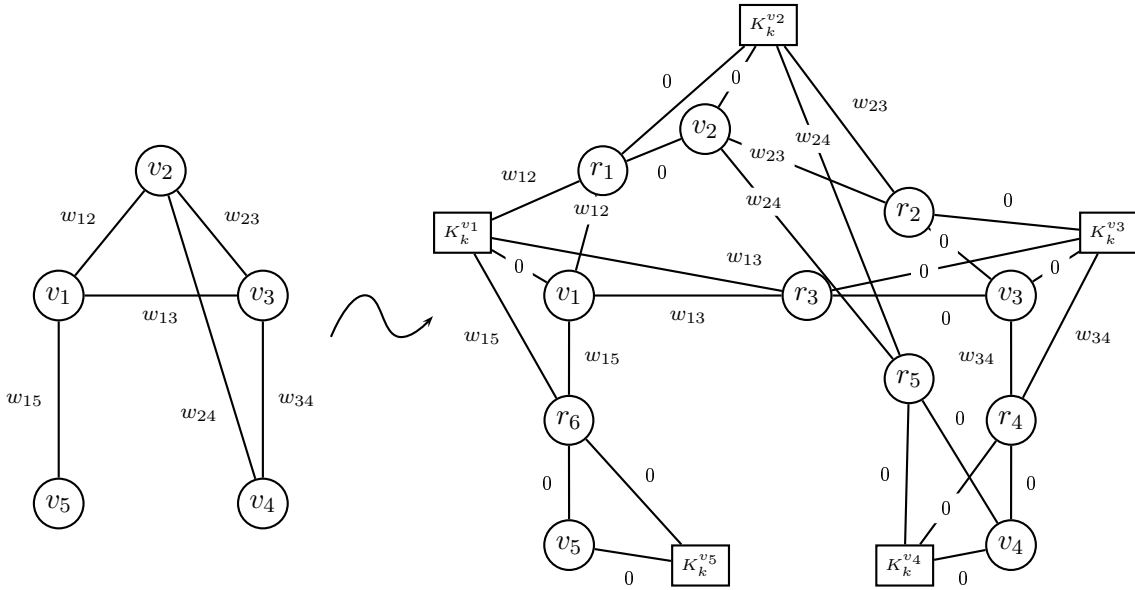 v₂
w₁₂
w₂₃
v₁
v₃
w₁₃
w₁₅
w₂₄
w₃₄
v₅
v₄
K_k^{v₂}
0
0
w₂₃
v₂
w₂₄
r₁
0
w₂₃
w₁₂
w₁₂
w₂₄
r₂
0
K_k^{v₁}
K_k^{v₃}
0
w₁₃
0
0
0
v₁
r₃
v₃
w₁₃
0
w₁₅
w₁₅
w₃₄
w₃₄
r₅
r₆
0
r₄
0
0
0
0
0
v₅
K_k^{v₅}
K_k^{v₄}
v₄
0
0